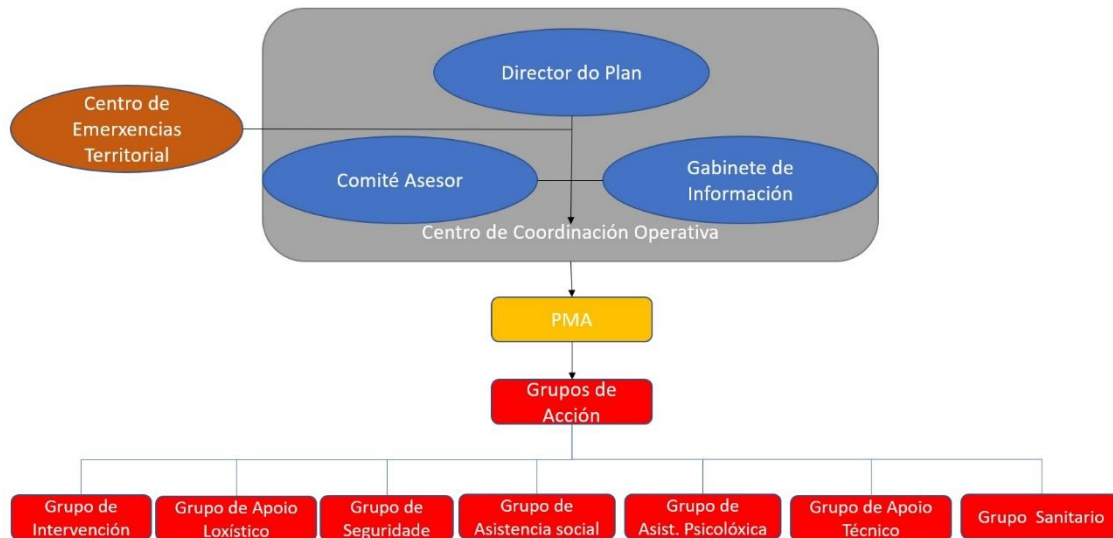 Director do Plan
Centro de
Emerxencias
Territorial
Comité Asesor
Gabinete de
Información
Centro de Coordinación Operativa
PMA
Grupos de
Acción
Grupo de
Intervención
Grupo de Apoio
Loxístico
Grupo de
Seguridade
Grupo de
Asistencia social
Grupo de
Asist. Psicolóxica
Grupo de Apoio
Técnico
Grupo Sanitario